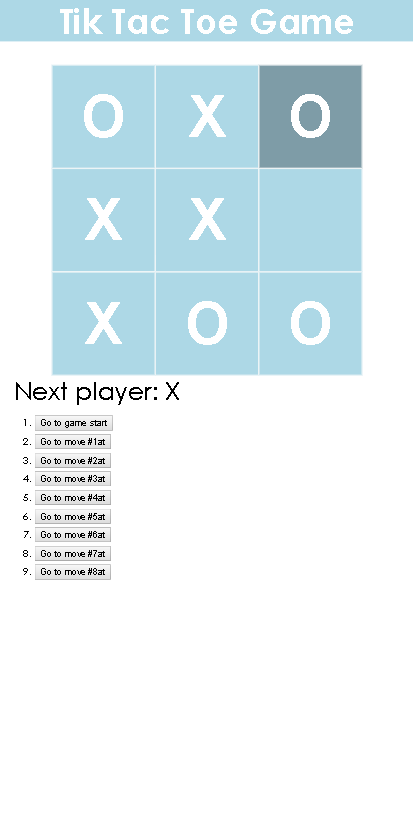 Tik Tac Toe Game
O X O
X X
X O O
Next player: X
1. Go to game start
2. Go to move #1at
3. Go to move #2at
4. Go to move #3at
5. Go to move #4at
6. Go to move #5at
7. Go to move #6at
8. Go to move #7at
9. Go to move #8at